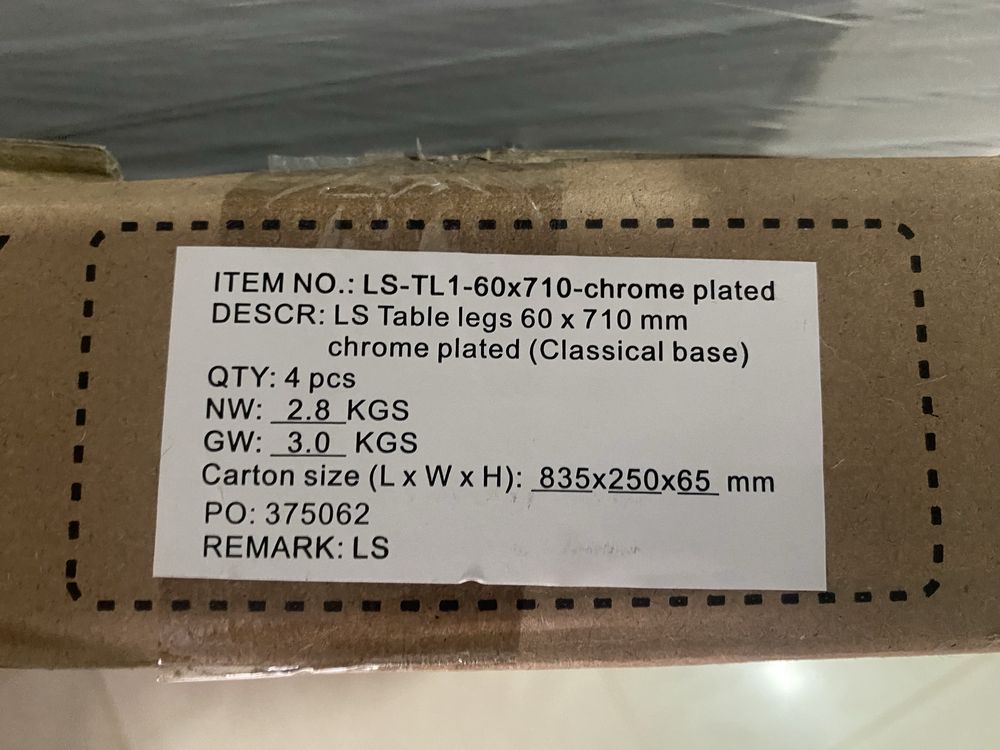 ITEM NO.: LS-TL1-60x710-chrome plated
DESCR: LS Table legs 60 x 710 mm
chrome plated (Classical base)
QTY: 4 pcs
NW: 2.8 KGS
GW: 3.0 KGS
Carton size (L x W x H): 835x250x65 mm
PO: 375062
REMARK: LS